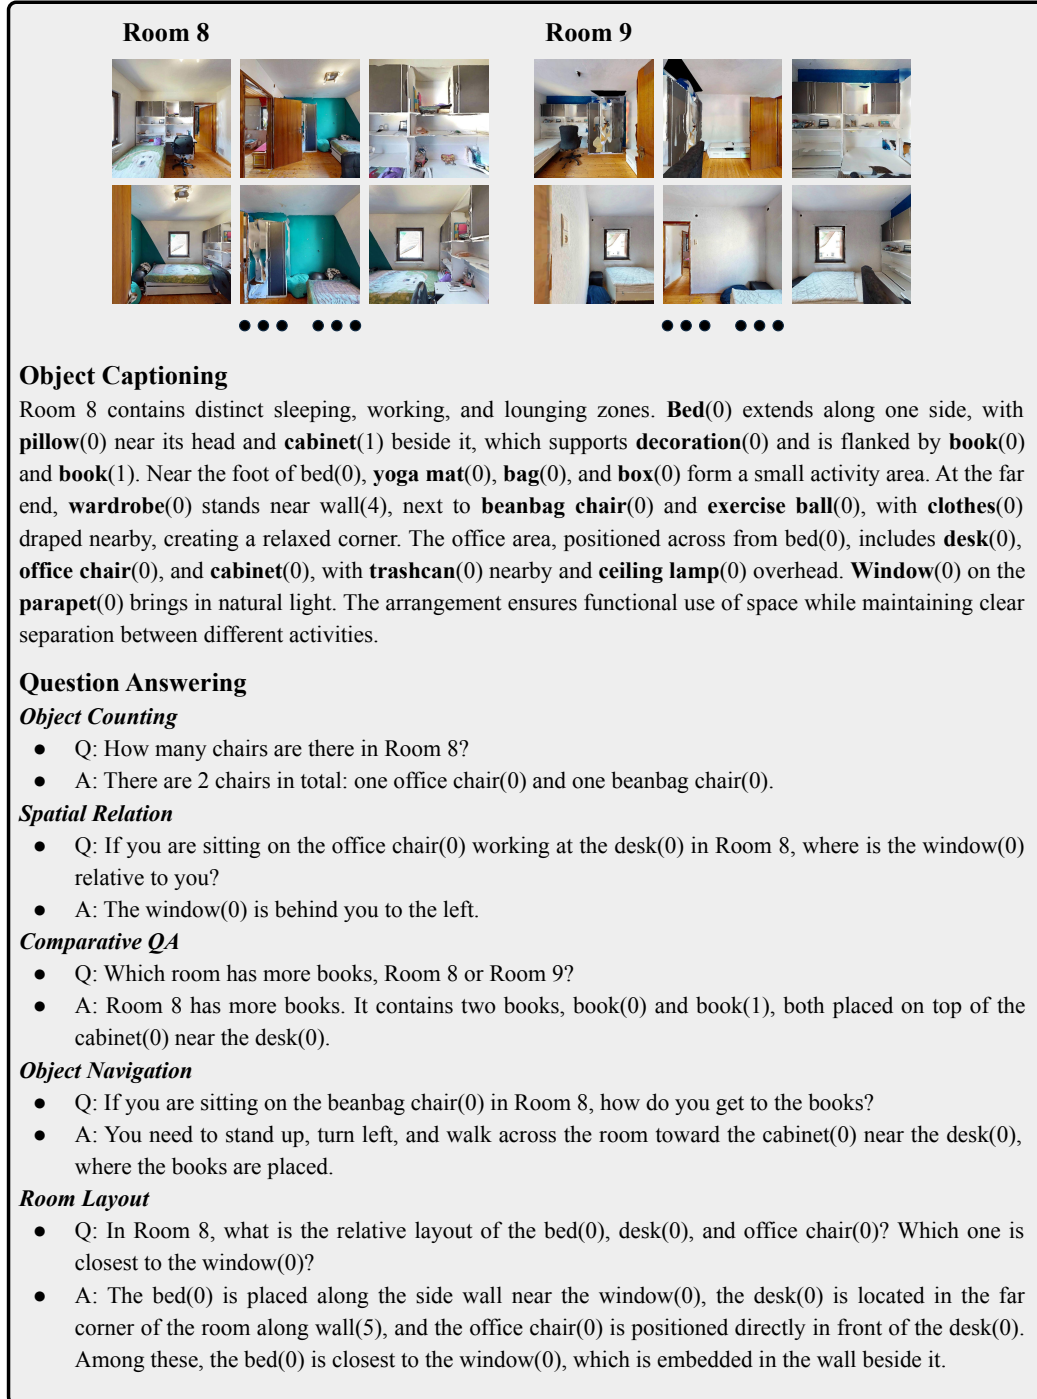 Room 8
Room 9
Object Captioning
Room 8 contains distinct sleeping, working, and lounging zones. Bed(0) extends along one side, with
pillow(0) near its head and cabinet(1) beside it, which supports decoration(0) and is flanked by book(0)
and book(1). Near the foot of bed(0), yoga mat(0), bag(0), and box(0) form a small activity area. At the far
end, wardrobe(0) stands near wall(4), next to beanbag chair(0) and exercise ball(0), with clothes(0)
draped nearby, creating a relaxed corner. The office area, positioned across from bed(0), includes desk(0),
office chair(0), and cabinet(0), with trashcan(0) nearby and ceiling lamp(0) overhead. Window(0) on the
parapet(0) brings in natural light. The arrangement ensures functional use of space while maintaining clear
separation between different activities.
Question Answering
Object Counting
● Q: How many chairs are there in Room 8?
● A: There are 2 chairs in total: one office chair(0) and one beanbag chair(0).
Spatial Relation
● Q: If you are sitting on the office chair(0) working at the desk(0) in Room 8, where is the window(0)
relative to you?
● A: The window(0) is behind you to the left.
Comparative QA
● Q: Which room has more books, Room 8 or Room 9?
● A: Room 8 has more books. It contains two books, book(0) and book(1), both placed on top of the
cabinet(0) near the desk(0).
Object Navigation
● Q: If you are sitting on the beanbag chair(0) in Room 8, how do you get to the books?
● A: You need to stand up, turn left, and walk across the room toward the cabinet(0) near the desk(0),
where the books are placed.
Room Layout
● Q: In Room 8, what is the relative layout of the bed(0), desk(0), and office chair(0)? Which one is
closest to the window(0)?
● A: The bed(0) is placed along the side wall near the window(0), the desk(0) is located in the far
corner of the room along wall(5), and the office chair(0) is positioned directly in front of the desk(0).
Among these, the bed(0) is closest to the window(0), which is embedded in the wall beside it.